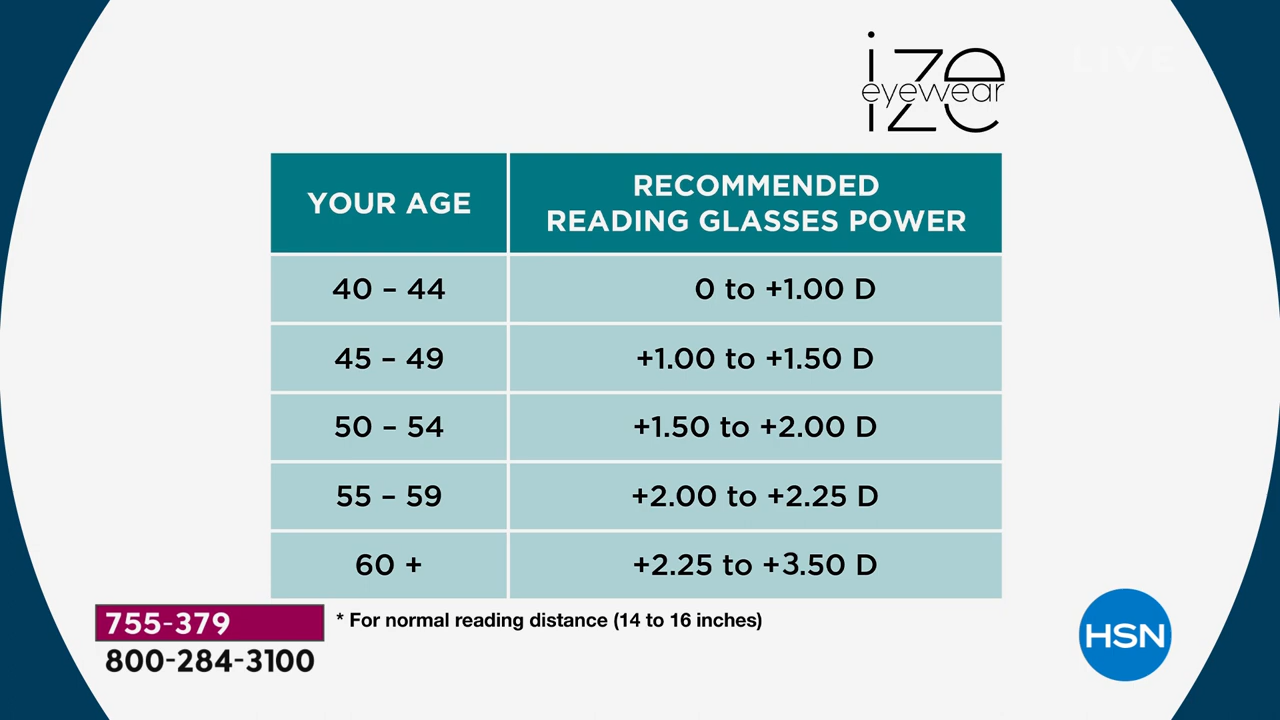 ize
eyewear
LIVE
YOUR AGE
RECOMMENDED
READING GLASSES POWER
40 – 44
0 to +1.00 D
45 – 49
+1.00 to +1.50 D
50 – 54
+1.50 to +2.00 D
55 – 59
+2.00 to +2.25 D
60 +
+2.25 to +3.50 D
* For normal reading distance (14 to 16 inches)
755-379
800-284-3100
HSN